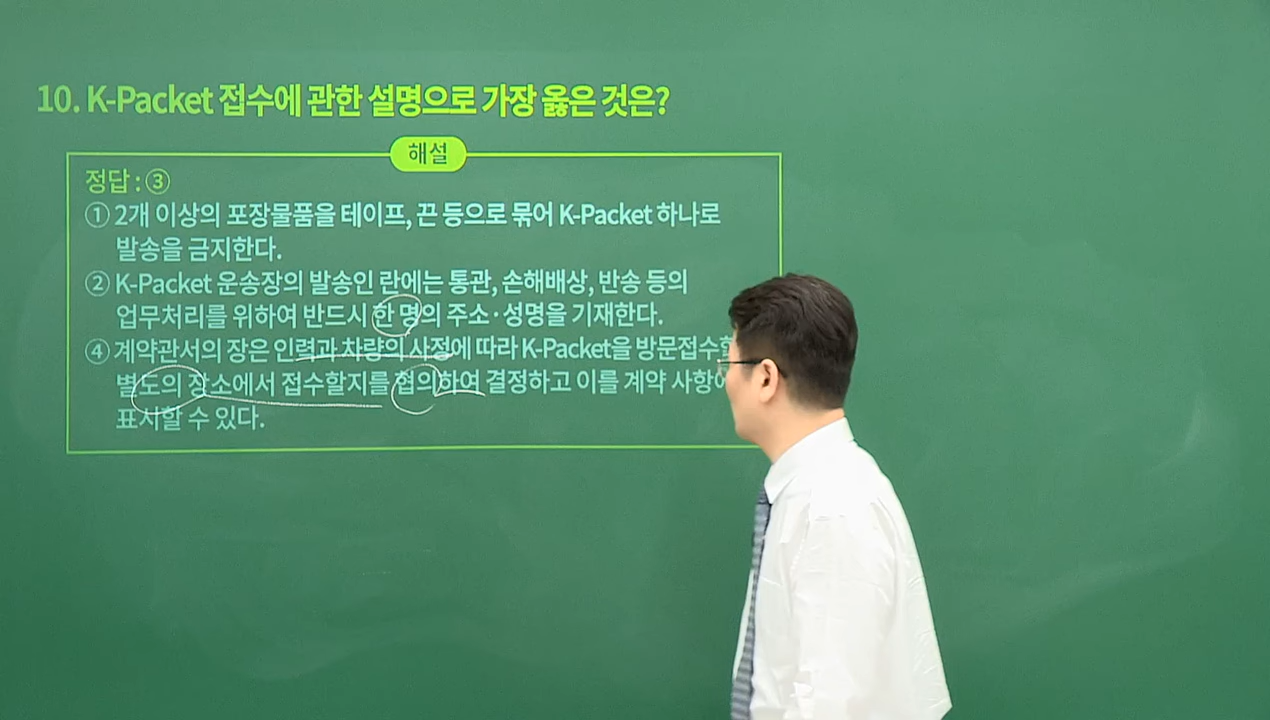 10. K-Packet 접수에 관한 설명으로 가장 옳은 것은?
해설
정답 : ③
① 2개 이상의 포장물품을 테이프, 끈 등으로 묶어 K-Packet 하나로
발송을 금지한다.
② K-Packet 운송장의 발송인 란에는 통관, 손해배상, 반송 등의
업무처리를 위하여 반드시 한 명의 주소·성명을 기재한다.
④ 계약관서의 장은 인력과 차량의 사정에 따라 K-Packet을
별도의 장소에서 접수할지를 협의하여 결정하고 이를 계약
표시할 수 있다.